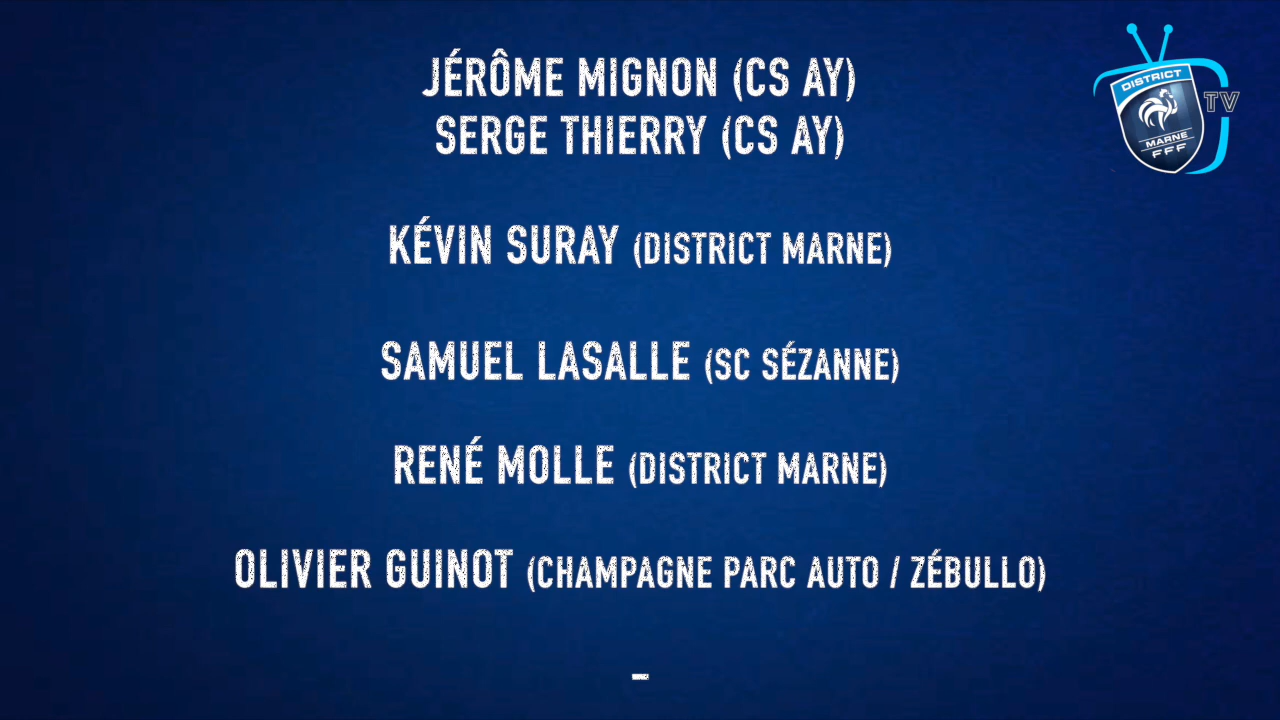 JÉRÔME MIGNON (CS AY)
SERGE THIERRY (CS AY)
KÉVIN SURAY (DISTRICT MARNE)
SAMUEL LASALLE (SC SÉZANNE)
RENÉ MOLLE (DISTRICT MARNE)
OLIVIER GUINOT (CHAMPAGNE PARC AUTO / ZÉBULLO)
-
DISTRICT
TV
MARNE
FFF